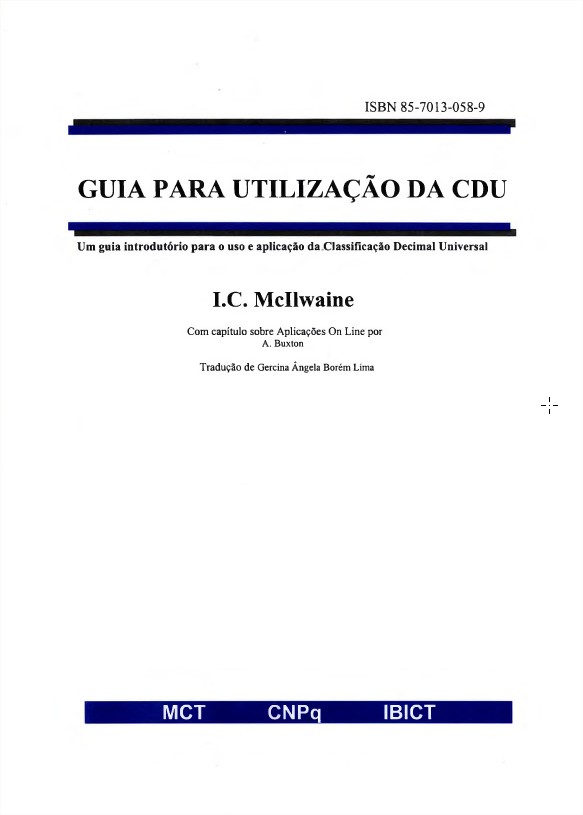 ISBN 85-7013-058-9
GUIA PARA UTILIZAÇÃO DA CDU
Um guia introdutório para o uso e aplicação da Classificação Decimal Universal
I.C. McIlwaine
Com capítulo sobre Aplicações On Line por
A. Buxton
Tradução de Gercina Ângela Borém Lima
MCT CNPq IBICT